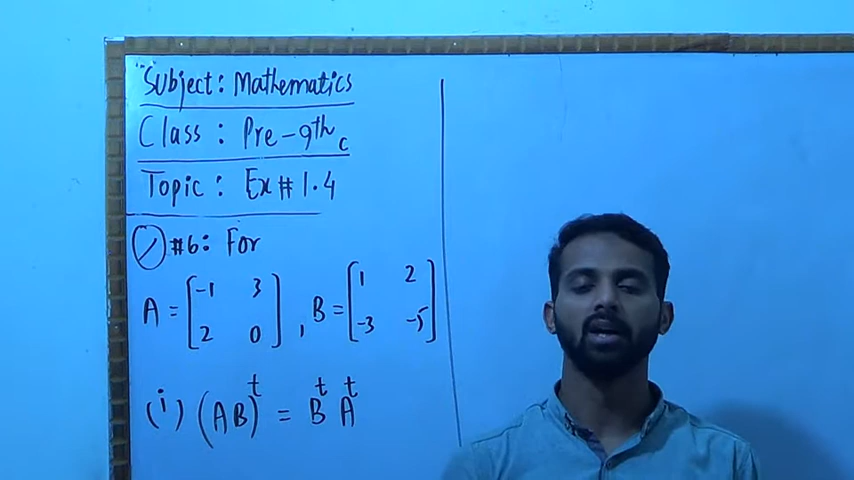 Subject: Mathematics
Class: Pre-9th c
Topic: Ex# 1.4
Q #6: For
A = [-1 3
2 0], B = [1 2
-3 -5]
(i) (AB)^t = B^t A^t